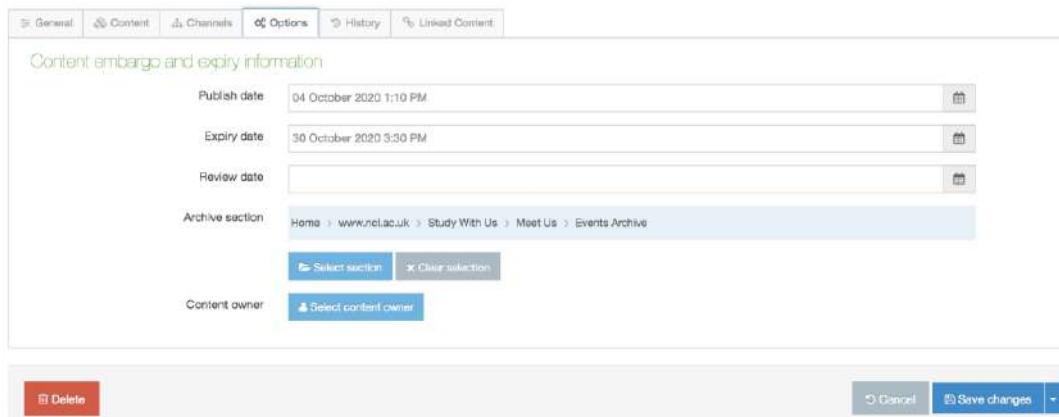 General Content Channels Options History Linked Content
Content embargo and expiry information
Publish date 04 October 2020 1:10 PM
Expiry date 30 October 2020 3:30 PM
Review date
Archive section Home > www.ncl.ac.uk > Study With Us > Meet Us > Events Archive
Select section × Clear selection
Content owner Select content owner
Delete Cancel Save changes